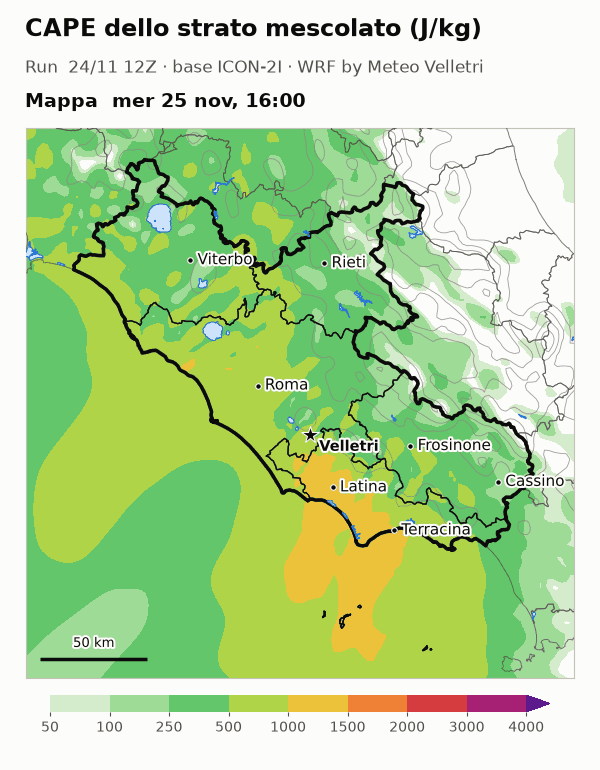 CAPE dello strato mescolato (J/kg)
Run  24/11 12Z · base ICON-2I · WRF by Meteo Velletri
Mappa  mer 25 nov, 16:00
Viterbo
Rieti
Roma
Velletri
Frosinone
Latina
Cassino
Terracina
50 km
50 100 250 500 1000 1500 2000 3000 4000